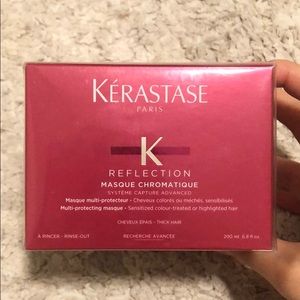 KÉRASTASE
PARIS
K
REFLECTION
MASQUE CHROMATIQUE
SYSTÈME CAPTURE ADVANCED
Masque multi-protecteur - Cheveux colorés ou méchés, sensibilisés
Multi-protecting masque - Sensitized colour-treated or highlighted hair
CHEVEUX ÉPAIS - THICK HAIR
A RINCER - RINSE-OUT RECHERCHE AVANCÉE 200 ml 6.8 fl.oz.